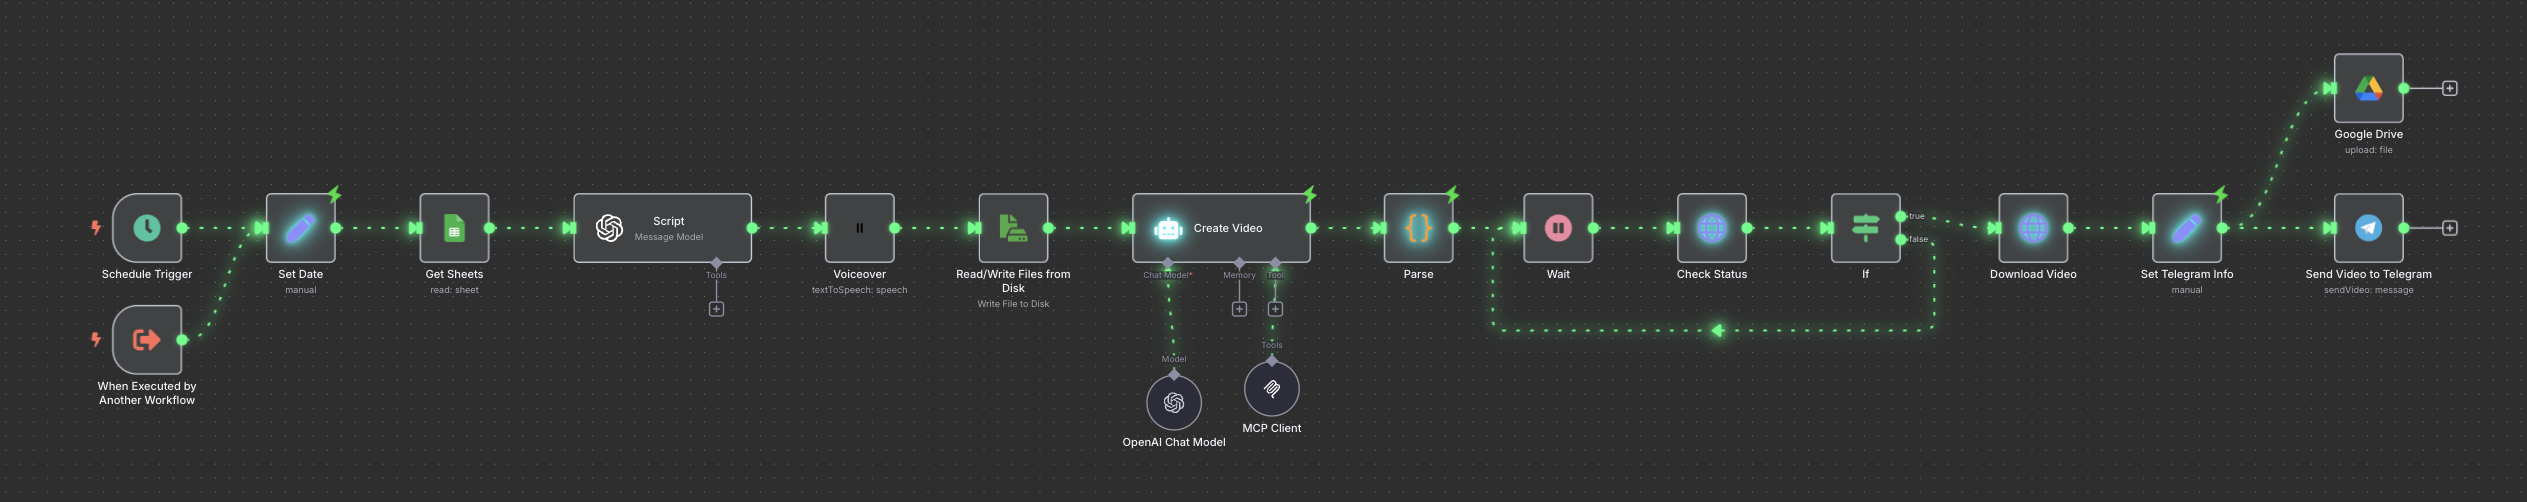 Google Drive
upload: file
Schedule Trigger
Set Date
manual
Get Sheets
read: sheet
Script
Message Model
Tools
Voiceover
textToSpeech: speech
Read/Write Files from
Disk
Write File to Disk
Create Video
Chat Model*
Memory
Tool
Parse
Wait
Check Status
If
true
false
Download Video
Set Telegram Info
manual
Send Video to Telegram
sendVideo: message
When Executed by
Another Workflow
Model
OpenAI Chat Model
Tools
MCP Client